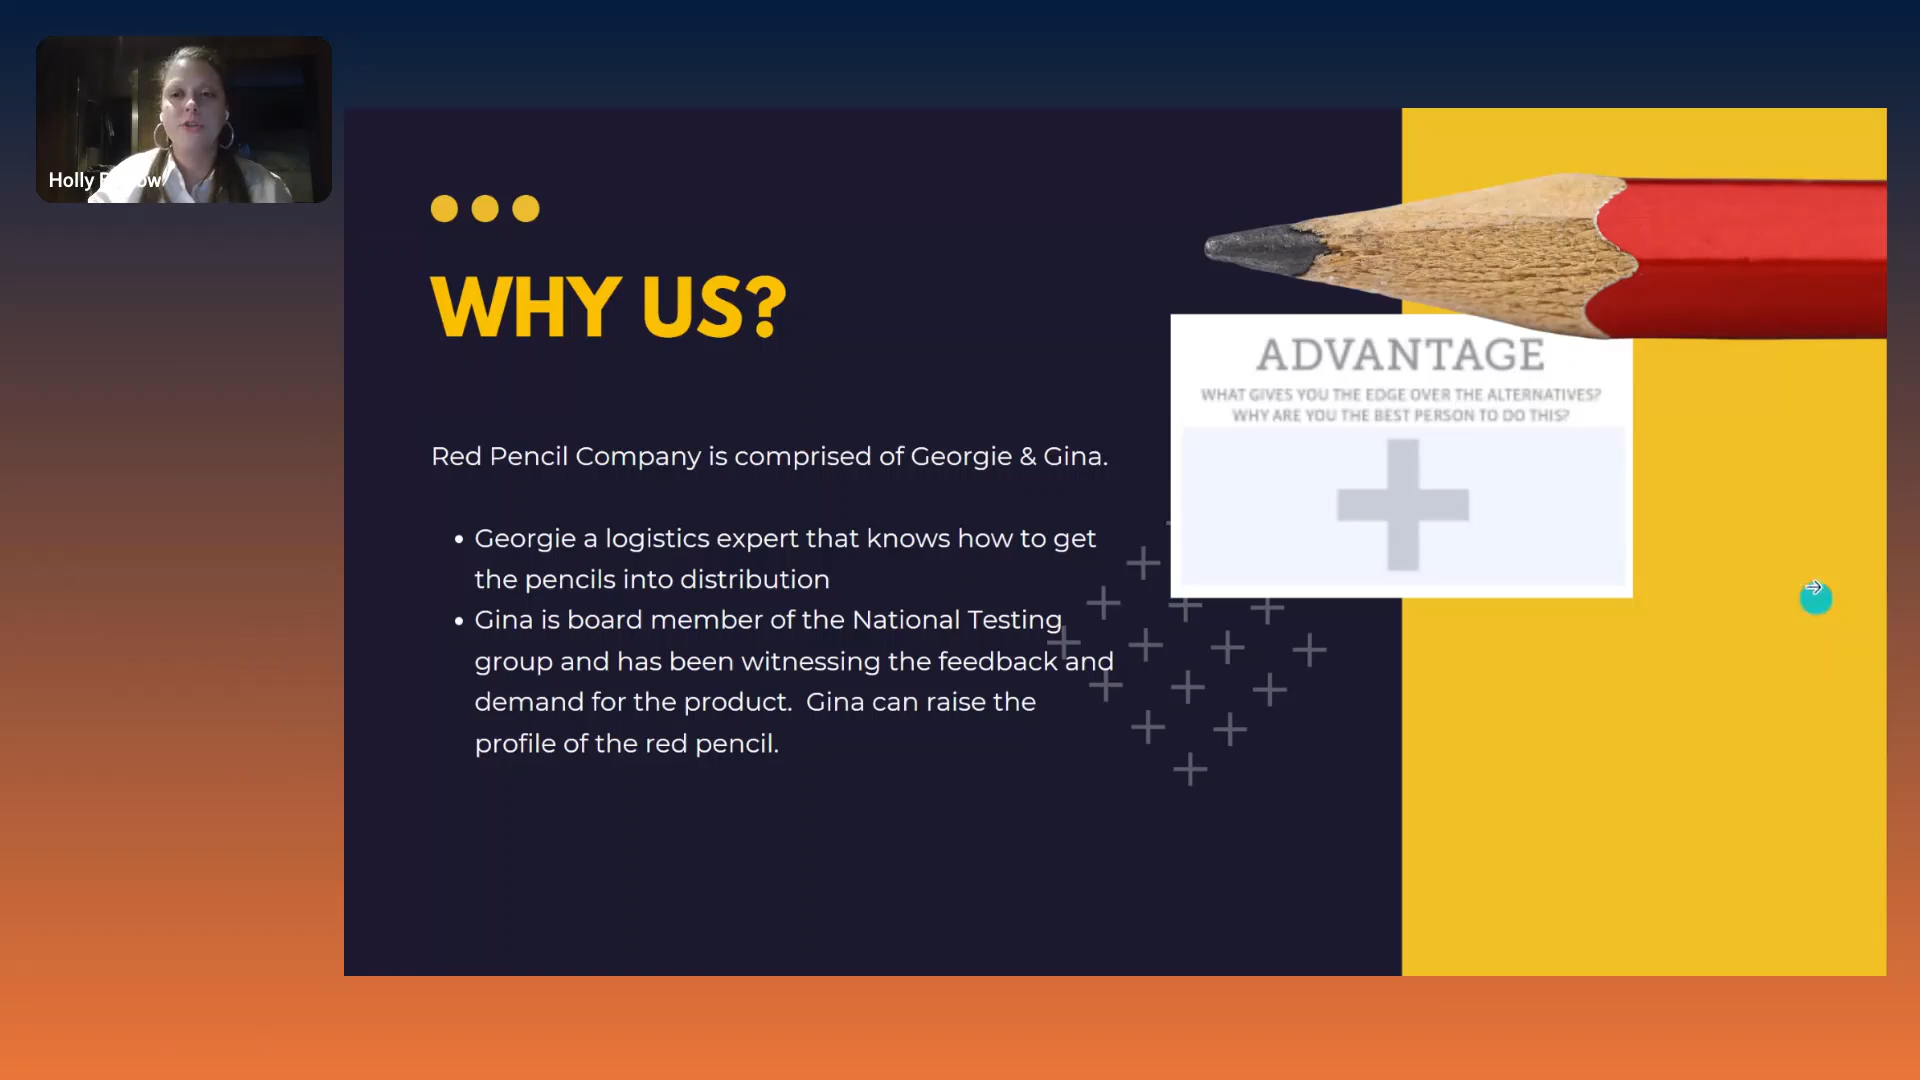 Holly
WHY US?
Red Pencil Company is comprised of Georgie & Gina.
• Georgie a logistics expert that knows how to get
the pencils into distribution
• Gina is board member of the National Testing
group and has been witnessing the feedback and
demand for the product.  Gina can raise the
profile of the red pencil.
ADVANTAGE
WHAT GIVES YOU THE EDGE OVER THE ALTERNATIVES?
WHY ARE YOU THE BEST PERSON TO DO THIS?